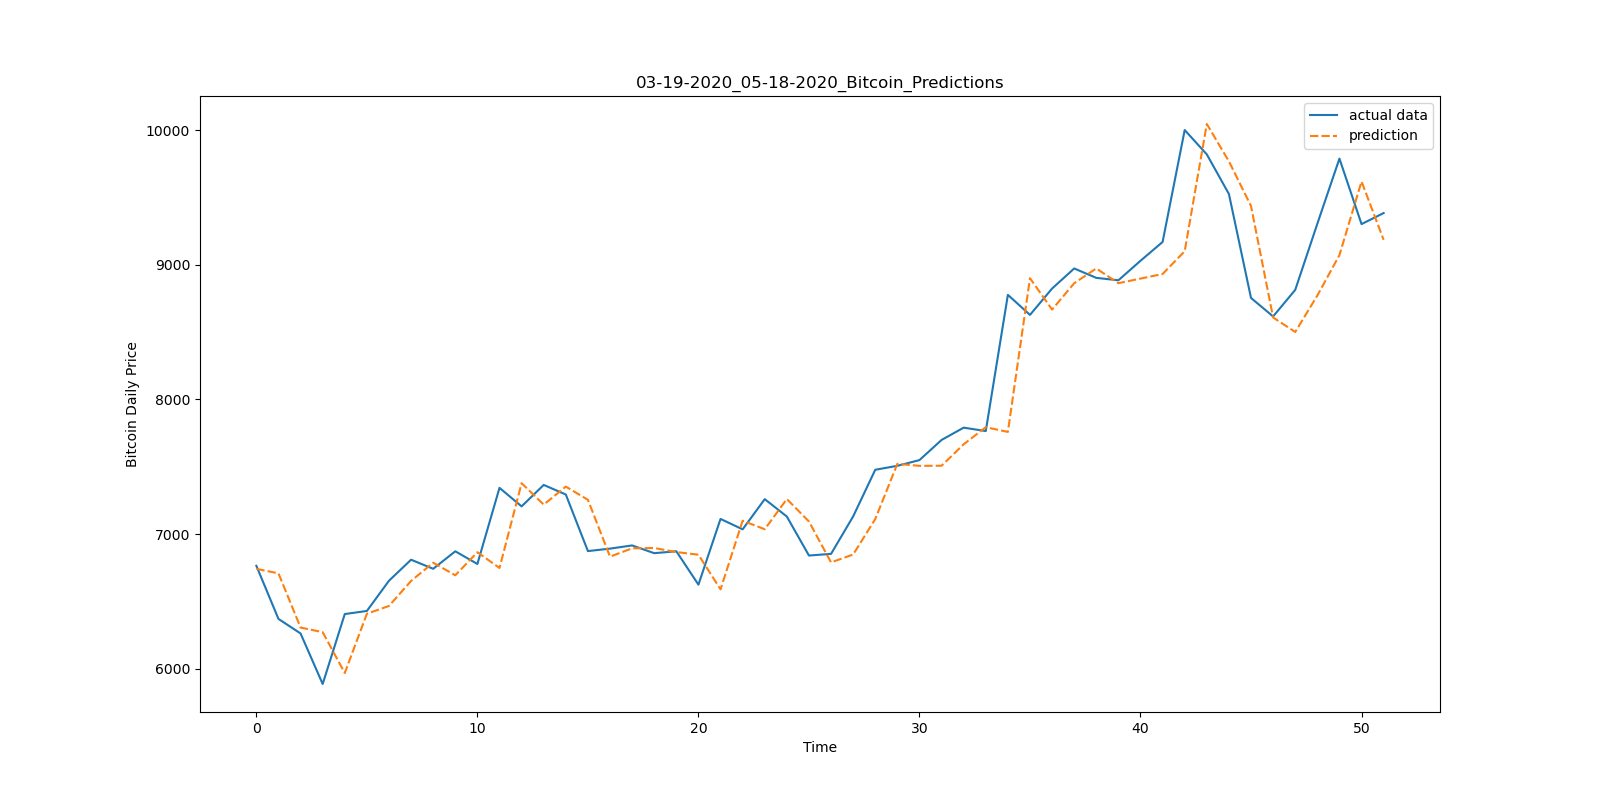 03-19-2020_05-18-2020_Bitcoin_Predictions
actual data
prediction
10000
9000
8000
7000
6000
Bitcoin Daily Price
0 10 20 30 40 50
Time